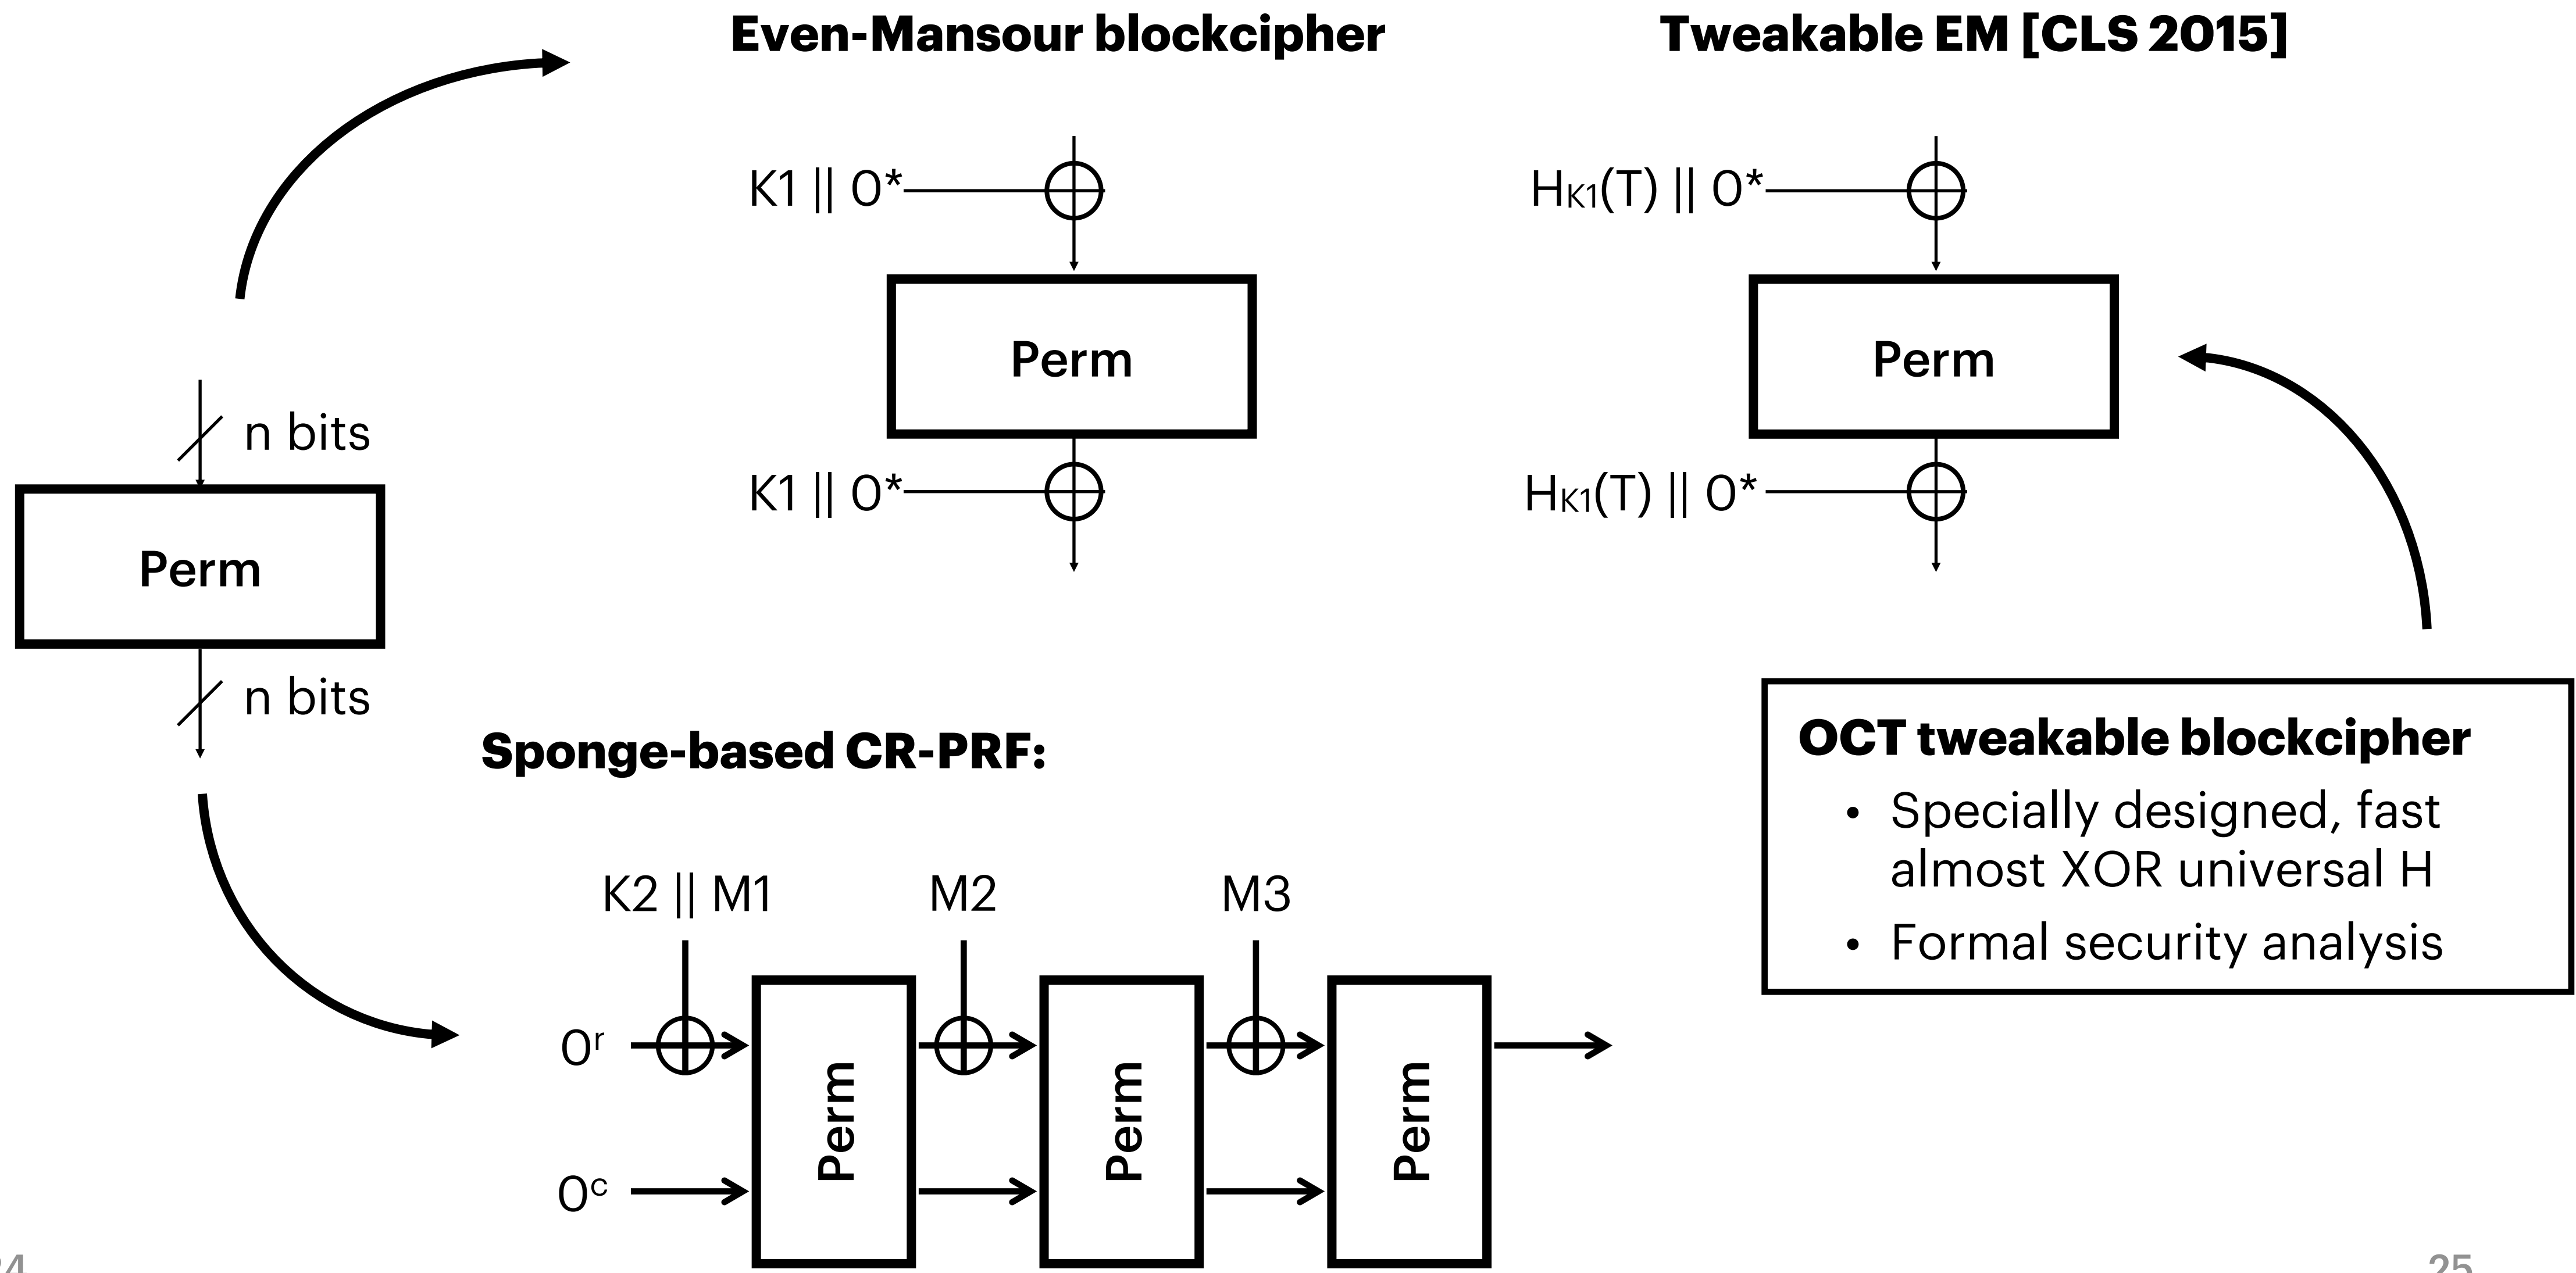 Even-Mansour blockcipher
Tweakable EM [CLS 2015]
K1 || 0*
Perm
K1 || 0*
HK1(T) || 0*
Perm
HK1(T) || 0*
n bits
Perm
n bits
Sponge-based CR-PRF:
K2 || M1
M2
M3
0ʳ
0ᶜ
Perm
Perm
Perm
OCT tweakable blockcipher
• Specially designed, fast
almost XOR universal H
• Formal security analysis
25